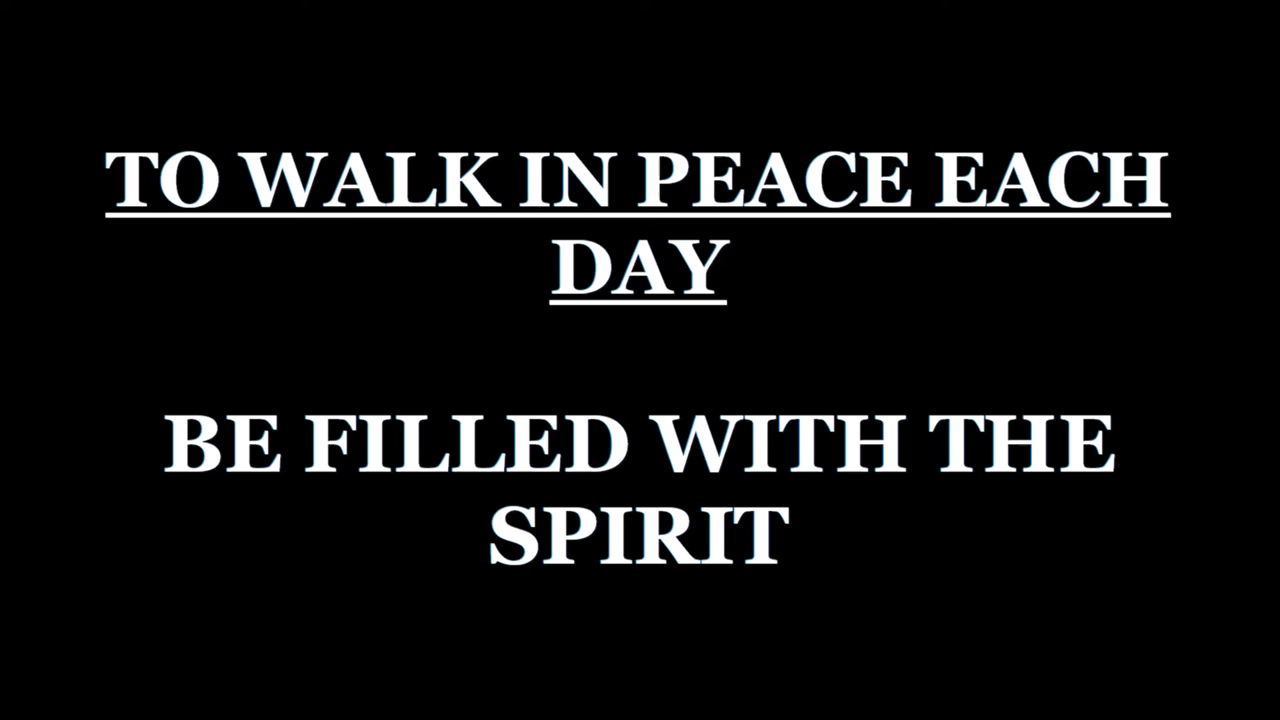 TO WALK IN PEACE EACH
DAY
BE FILLED WITH THE
SPIRIT